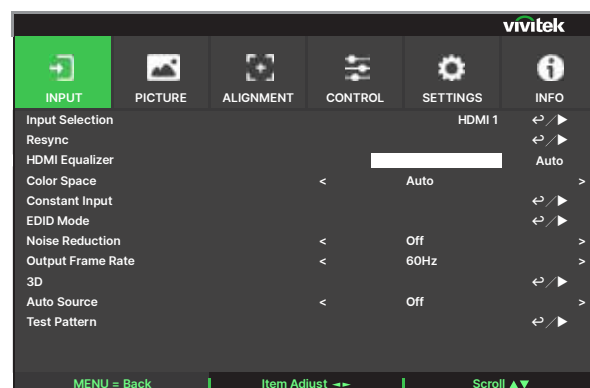 vivitek
INPUT PICTURE ALIGNMENT CONTROL SETTINGS INFO
Input Selection HDMI 1 ↩/▶
Resync ↩/▶
HDMI Equalizer Auto
Color Space < Auto >
Constant Input ↩/▶
EDID Mode ↩/▶
Noise Reduction < Off >
Output Frame Rate < 60Hz >
3D ↩/▶
Auto Source < Off >
Test Pattern ↩/▶
MENU = Back Item Adjust ◄► Scroll ▲▼